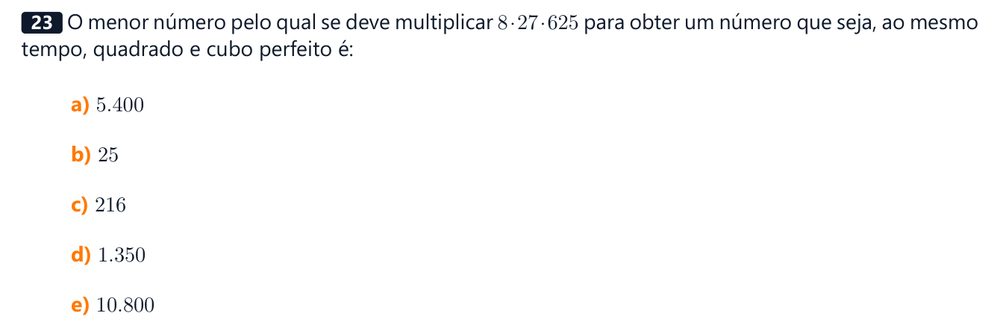 23 O menor número pelo qual se deve multiplicar 8·27·625 para obter um número que seja, ao mesmo
tempo, quadrado e cubo perfeito é:
a) 5.400
b) 25
c) 216
d) 1.350
e) 10.800